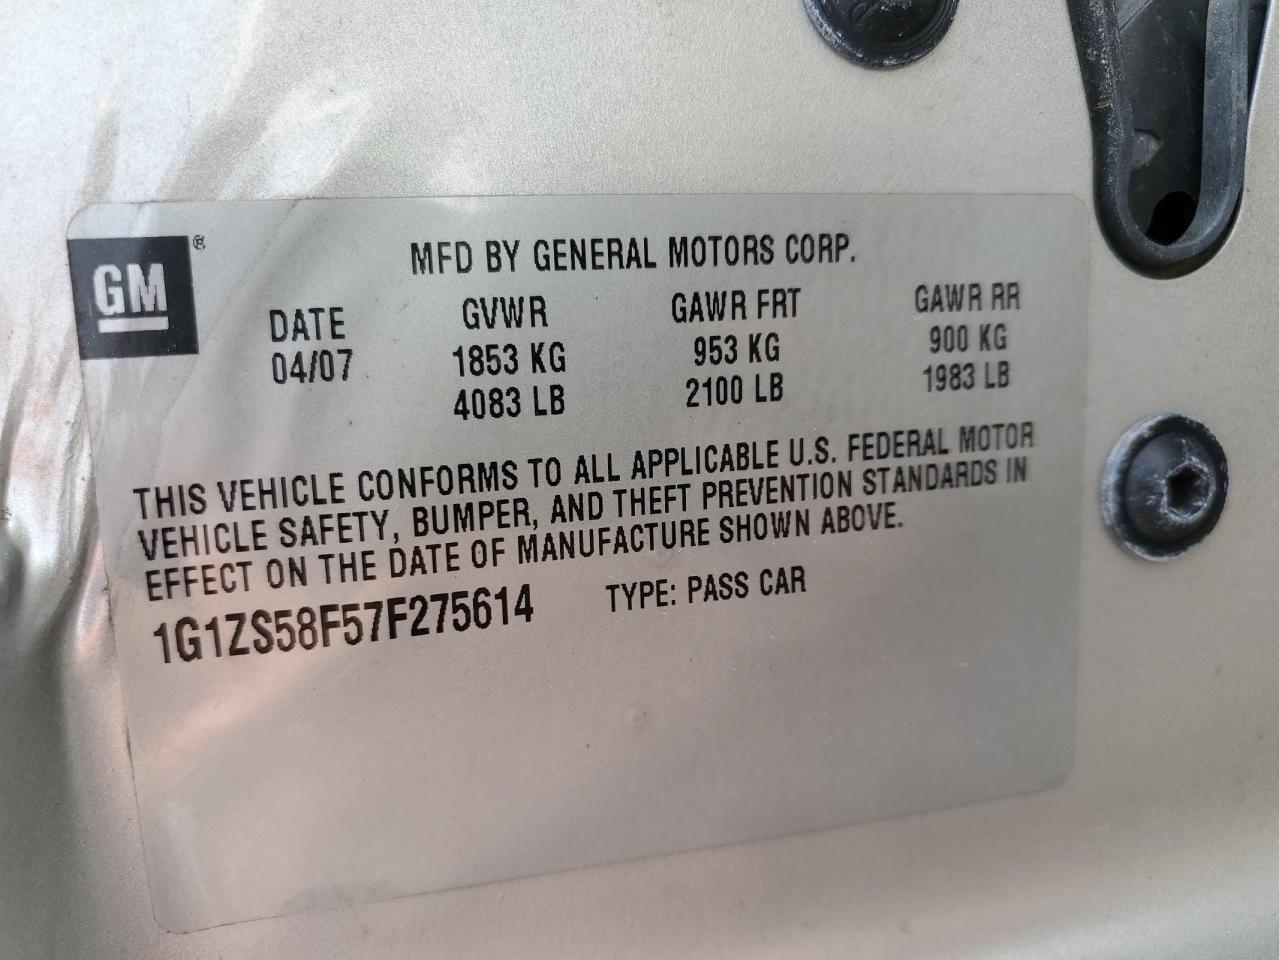 GM®
MFD BY GENERAL MOTORS CORP.
DATE GVWR GAWR FRT GAWR RR
04/07 1853 KG 953 KG 900 KG
4083 LB 2100 LB 1983 LB
THIS VEHICLE CONFORMS TO ALL APPLICABLE U.S. FEDERAL MOTOR
VEHICLE SAFETY, BUMPER, AND THEFT PREVENTION STANDARDS IN
EFFECT ON THE DATE OF MANUFACTURE SHOWN ABOVE.
1G1ZS58F57F275614 TYPE: PASS CAR